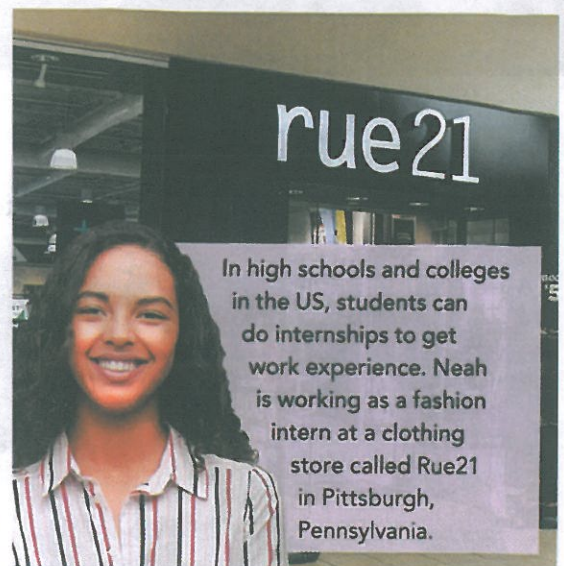 rue21
In high schools and colleges
in the US, students can
do internships to get
work experience. Neah
is working as a fashion
intern at a clothing
store called Rue21
in Pittsburgh,
Pennsylvania.